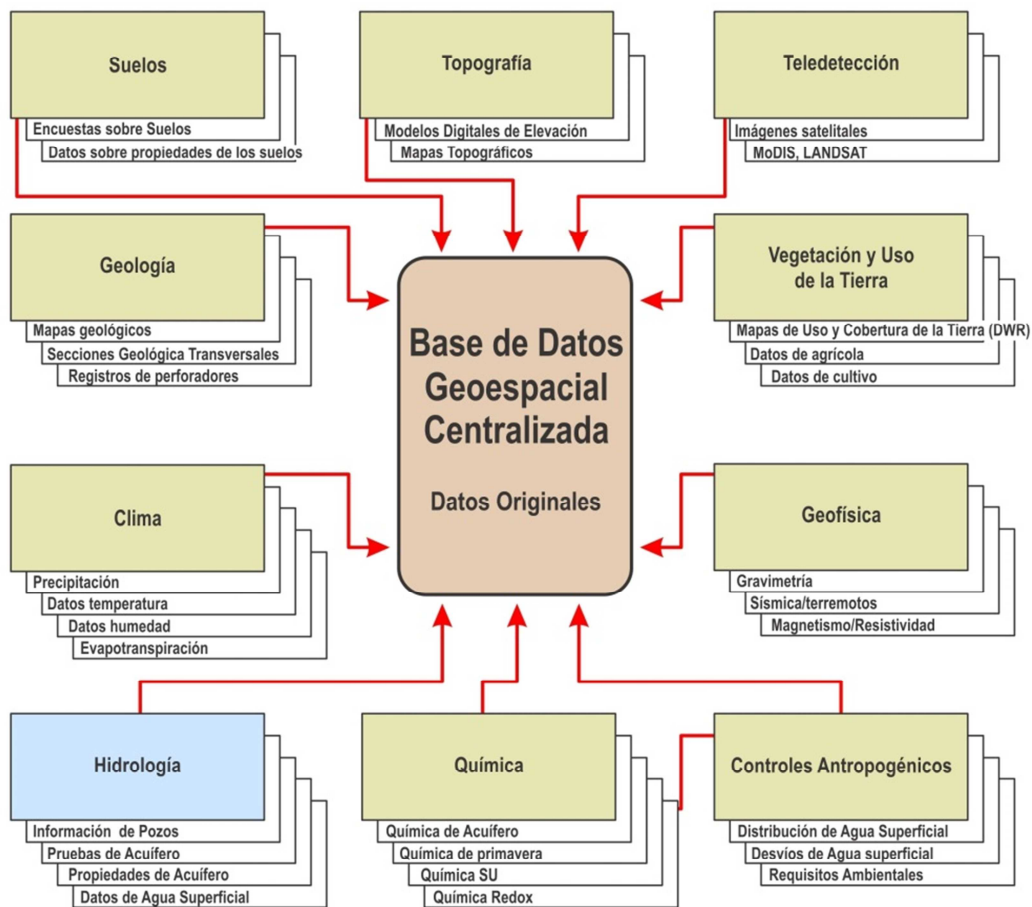 Suelos
Encuestas sobre Suelos
Datos sobre propiedades de los suelos
Topografía
Modelos Digitales de Elevación
Mapas Topográficos
Teledetección
Imágenes satelitales
MoDIS, LANDSAT
Geología
Mapas geológicos
Secciones Geológica Transversales
Registros de perforadores
Base de Datos
Geoespacial
Centralizada
Datos Originales
Vegetación y Uso
de la Tierra
Mapas de Uso y Cobertura de la Tierra (DWR)
Datos de agrícola
Datos de cultivo
Clima
Precipitación
Datos temperatura
Datos humedad
Evapotranspiración
Geofísica
Gravimetría
Sísmica/terremotos
Magnetismo/Resistividad
Hidrología
Información de Pozos
Pruebas de Acuífero
Propiedades de Acuífero
Datos de Agua Superficial
Química
Química de Acuífero
Química de primavera
Química SU
Química Redox
Controles Antropogénicos
Distribución de Agua Superficial
Desvíos de Agua superficial
Requisitos Ambientales